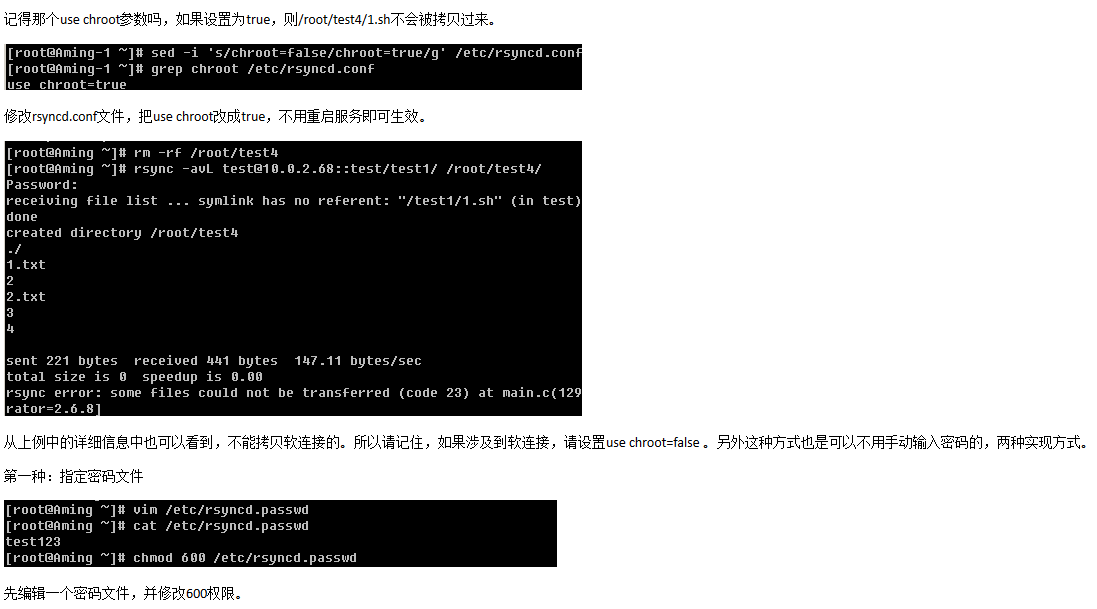 记得那个use chroot参数吗，如果设置为true，则/root/test4/1.sh不会被拷贝过来。
[root@Aming-1 ~]# sed -i 's/chroot=false/chroot=true/g' /etc/rsyncd.conf
[root@Aming-1 ~]# grep chroot /etc/rsyncd.conf
use chroot=true
修改rsyncd.conf文件，把use chroot改成true，不用重启服务即可生效。
[root@Aming ~]# rm -rf /root/test4
[root@Aming ~]# rsync -avL test@10.0.2.68::test/test1/ /root/test4/
Password:
receiving file list ... symlink has no referent: "/test1/1.sh" (in test)
done
created directory /root/test4
./
1.txt
2
2.txt
3
4
sent 221 bytes  received 441 bytes  147.11 bytes/sec
total size is 0  speedup is 0.00
rsync error: some files could not be transferred (code 23) at main.c(129
rator=2.6.8]
从上例中的详细信息中也可以看到，不能拷贝软连接的。所以请记住，如果涉及到软连接，请设置use chroot=false 。另外这种方式也是可以不用手动输入密码的，两种实现方式。
第一种：指定密码文件
[root@Aming ~]# vim /etc/rsyncd.passwd
[root@Aming ~]# cat /etc/rsyncd.passwd
test123
[root@Aming ~]# chmod 600 /etc/rsyncd.passwd
先编辑一个密码文件，并修改600权限。